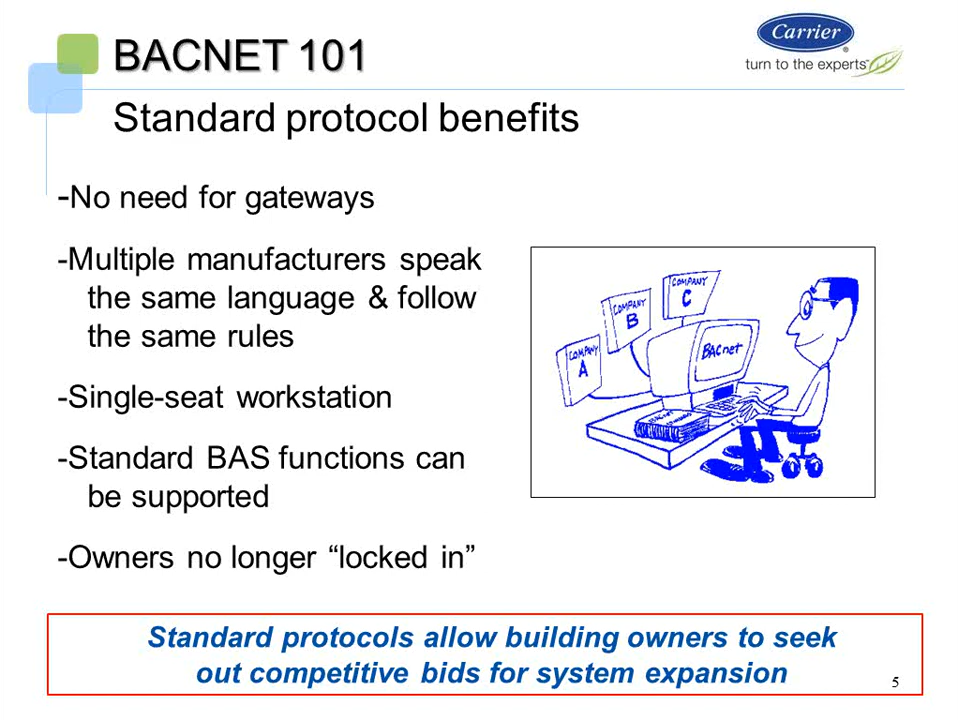 BACNET 101
Carrier
®
turn to the experts
Standard protocol benefits
-No need for gateways
-Multiple manufacturers speak
the same language & follow
the same rules
-Single-seat workstation
-Standard BAS functions can
be supported
-Owners no longer “locked in”
COMPANY
A
COMPANY
B
COMPANY
C
BACnet
Standard protocols allow building owners to seek
out competitive bids for system expansion
5